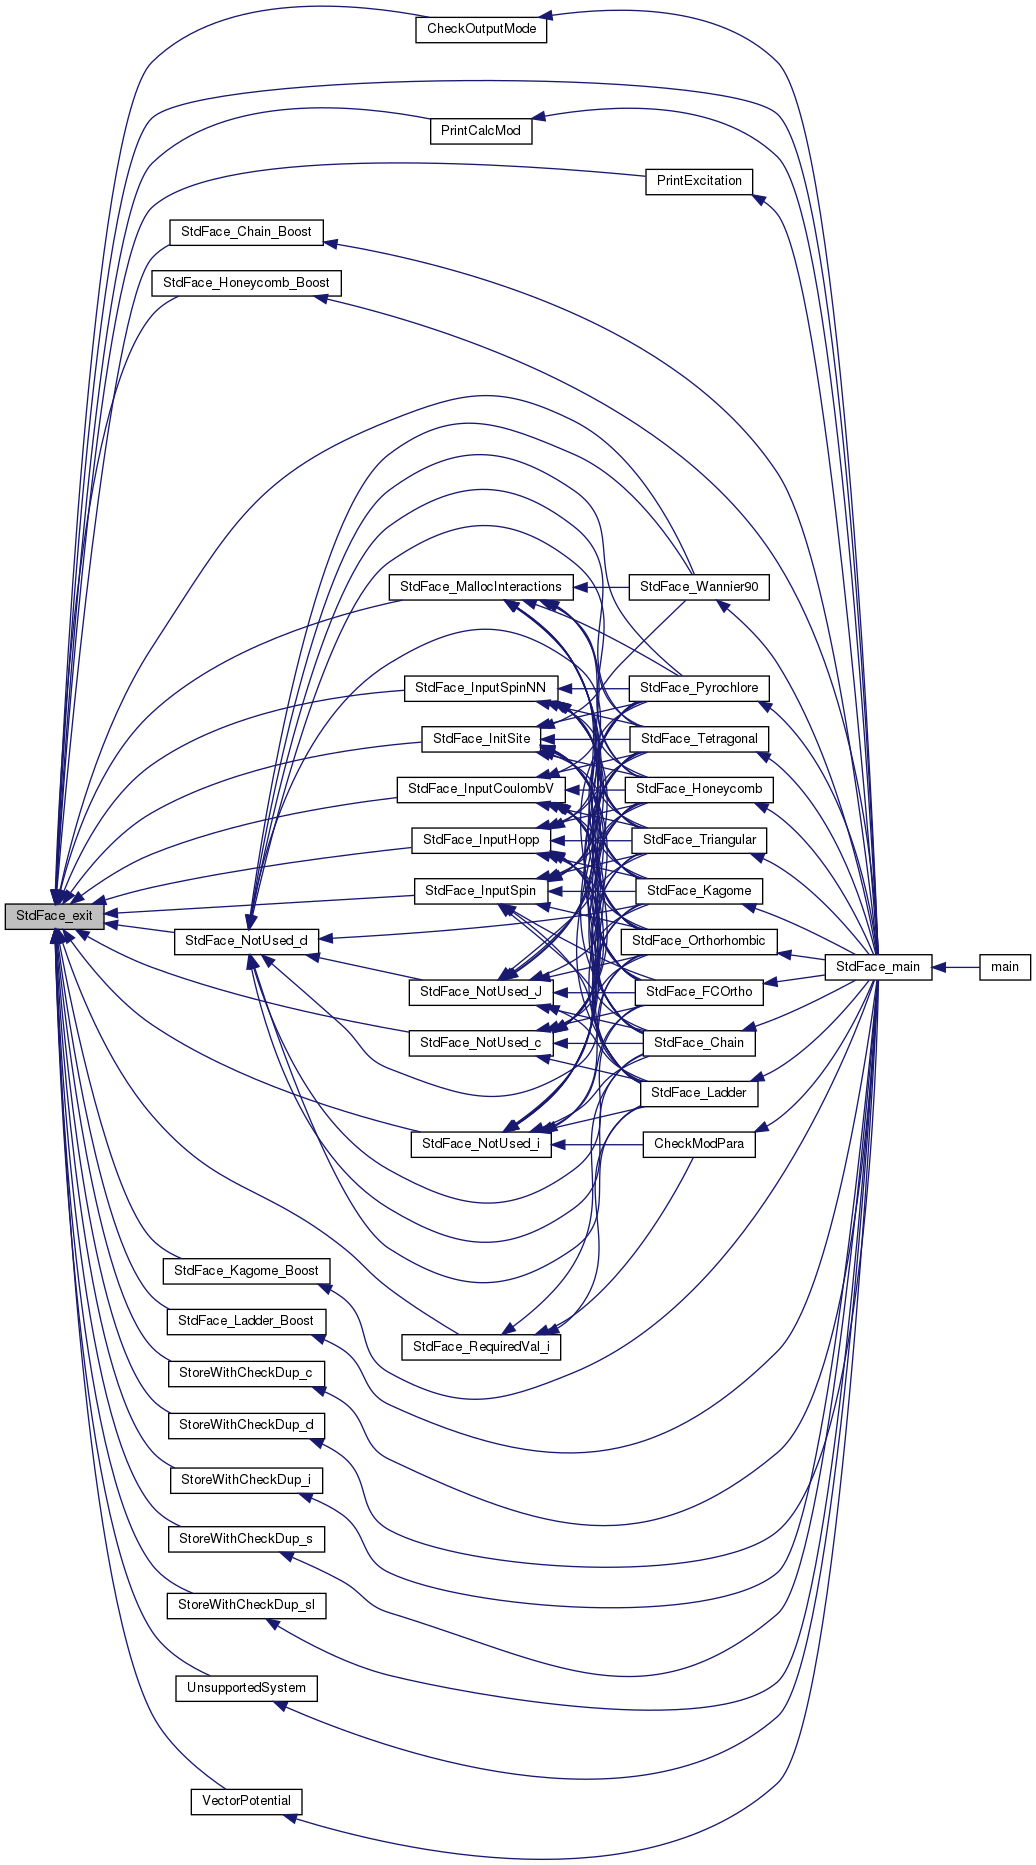 CheckOutputMode
PrintCalcMod
PrintExcitation
StdFace_Chain_Boost
StdFace_Honeycomb_Boost
StdFace_MallocInteractions
StdFace_Wannier90
StdFace_InputSpinNN
StdFace_Pyrochlore
StdFace_InitSite
StdFace_Tetragonal
StdFace_InputCoulombV
StdFace_Honeycomb
StdFace_InputHopp
StdFace_Triangular
StdFace_InputSpin
StdFace_Kagome
StdFace_exit
StdFace_NotUsed_d
StdFace_Orthorhombic
StdFace_main
main
StdFace_NotUsed_J
StdFace_FCOrtho
StdFace_NotUsed_c
StdFace_Chain
StdFace_Ladder
StdFace_NotUsed_i
CheckModPara
StdFace_Kagome_Boost
StdFace_Ladder_Boost
StdFace_RequiredVal_i
StoreWithCheckDup_c
StoreWithCheckDup_d
StoreWithCheckDup_i
StoreWithCheckDup_s
StoreWithCheckDup_sl
UnsupportedSystem
VectorPotential